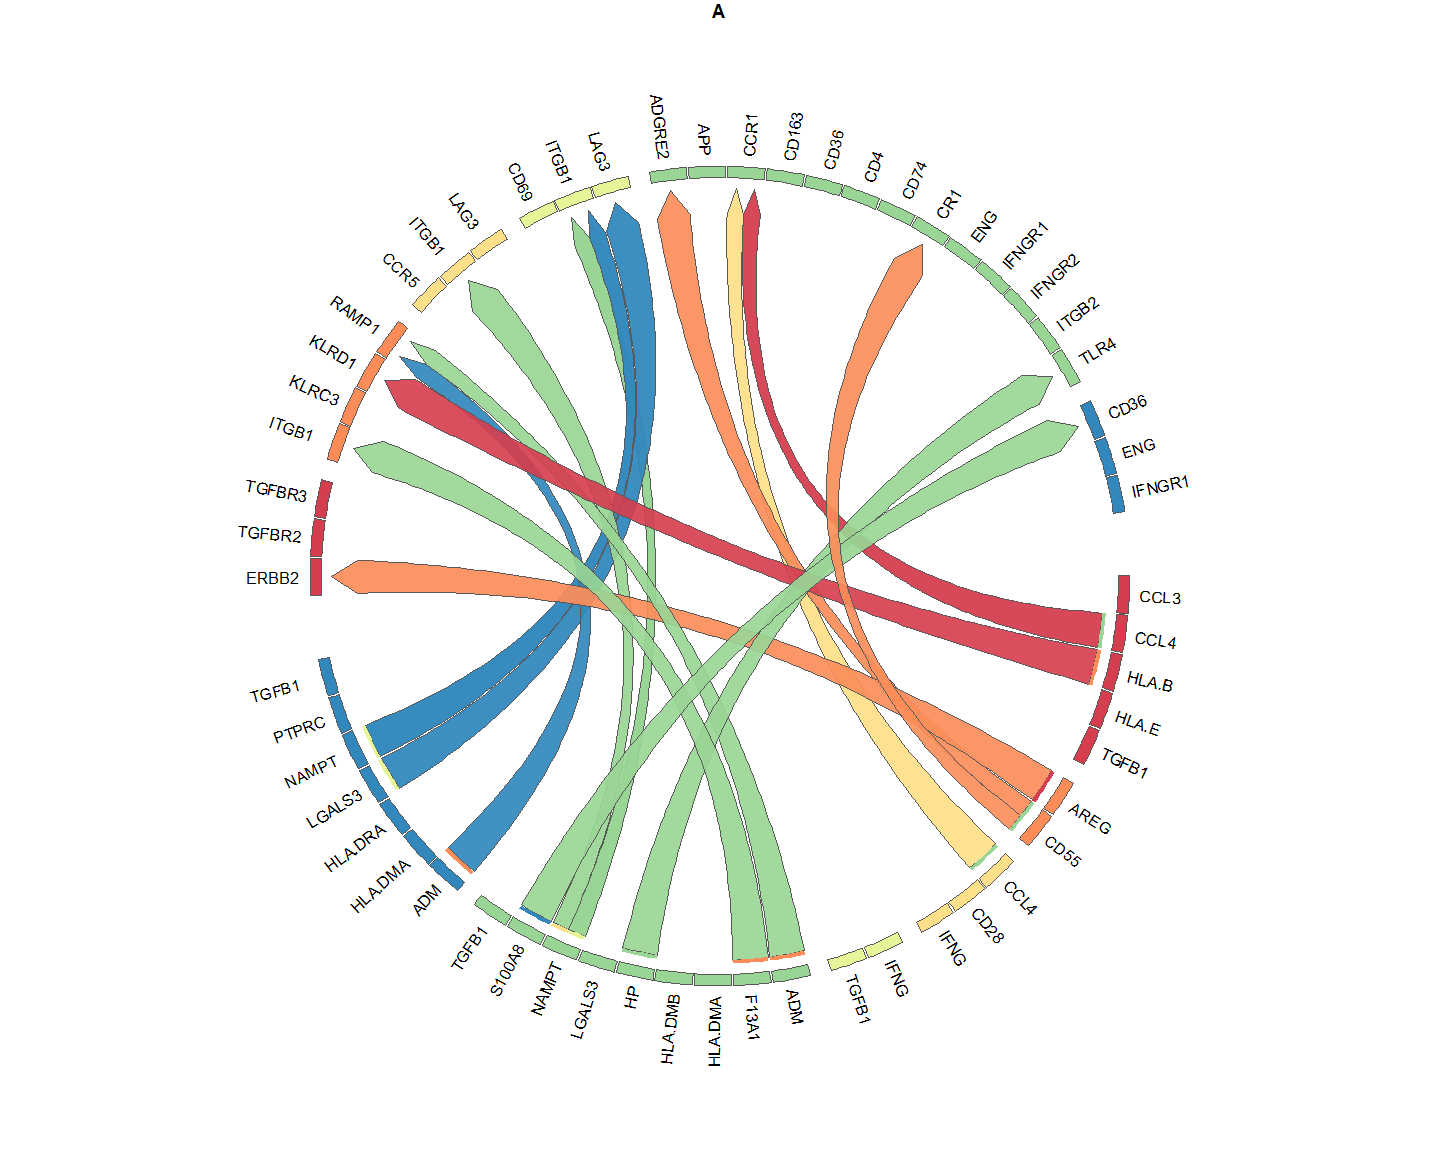 A
ADGRE2
APP
CCR1
CD163
CD36
CD4
CD74
CR1
ENG
IFNGR1
IFNGR2
ITGB2
TLR4
CD36
ENG
IFNGR1
CCL3
CCL4
HLA.B
HLA.E
TGFB1
AREG
CD55
CCL4
CD28
IFNG
IFNG
TGFB1
ADM
F13A1
HLA.DMA
HLA.DMB
HP
LGALS3
NAMPT
S100A8
TGFB1
ADM
HLA.DMA
HLA.DRA
LGALS3
NAMPT
PTPRC
TGFB1
ERBB2
TGFBR2
TGFBR3
ITGB1
KLRC3
KLRD1
RAMP1
CCR5
ITGB1
LAG3
CD69
ITGB1
LAG3